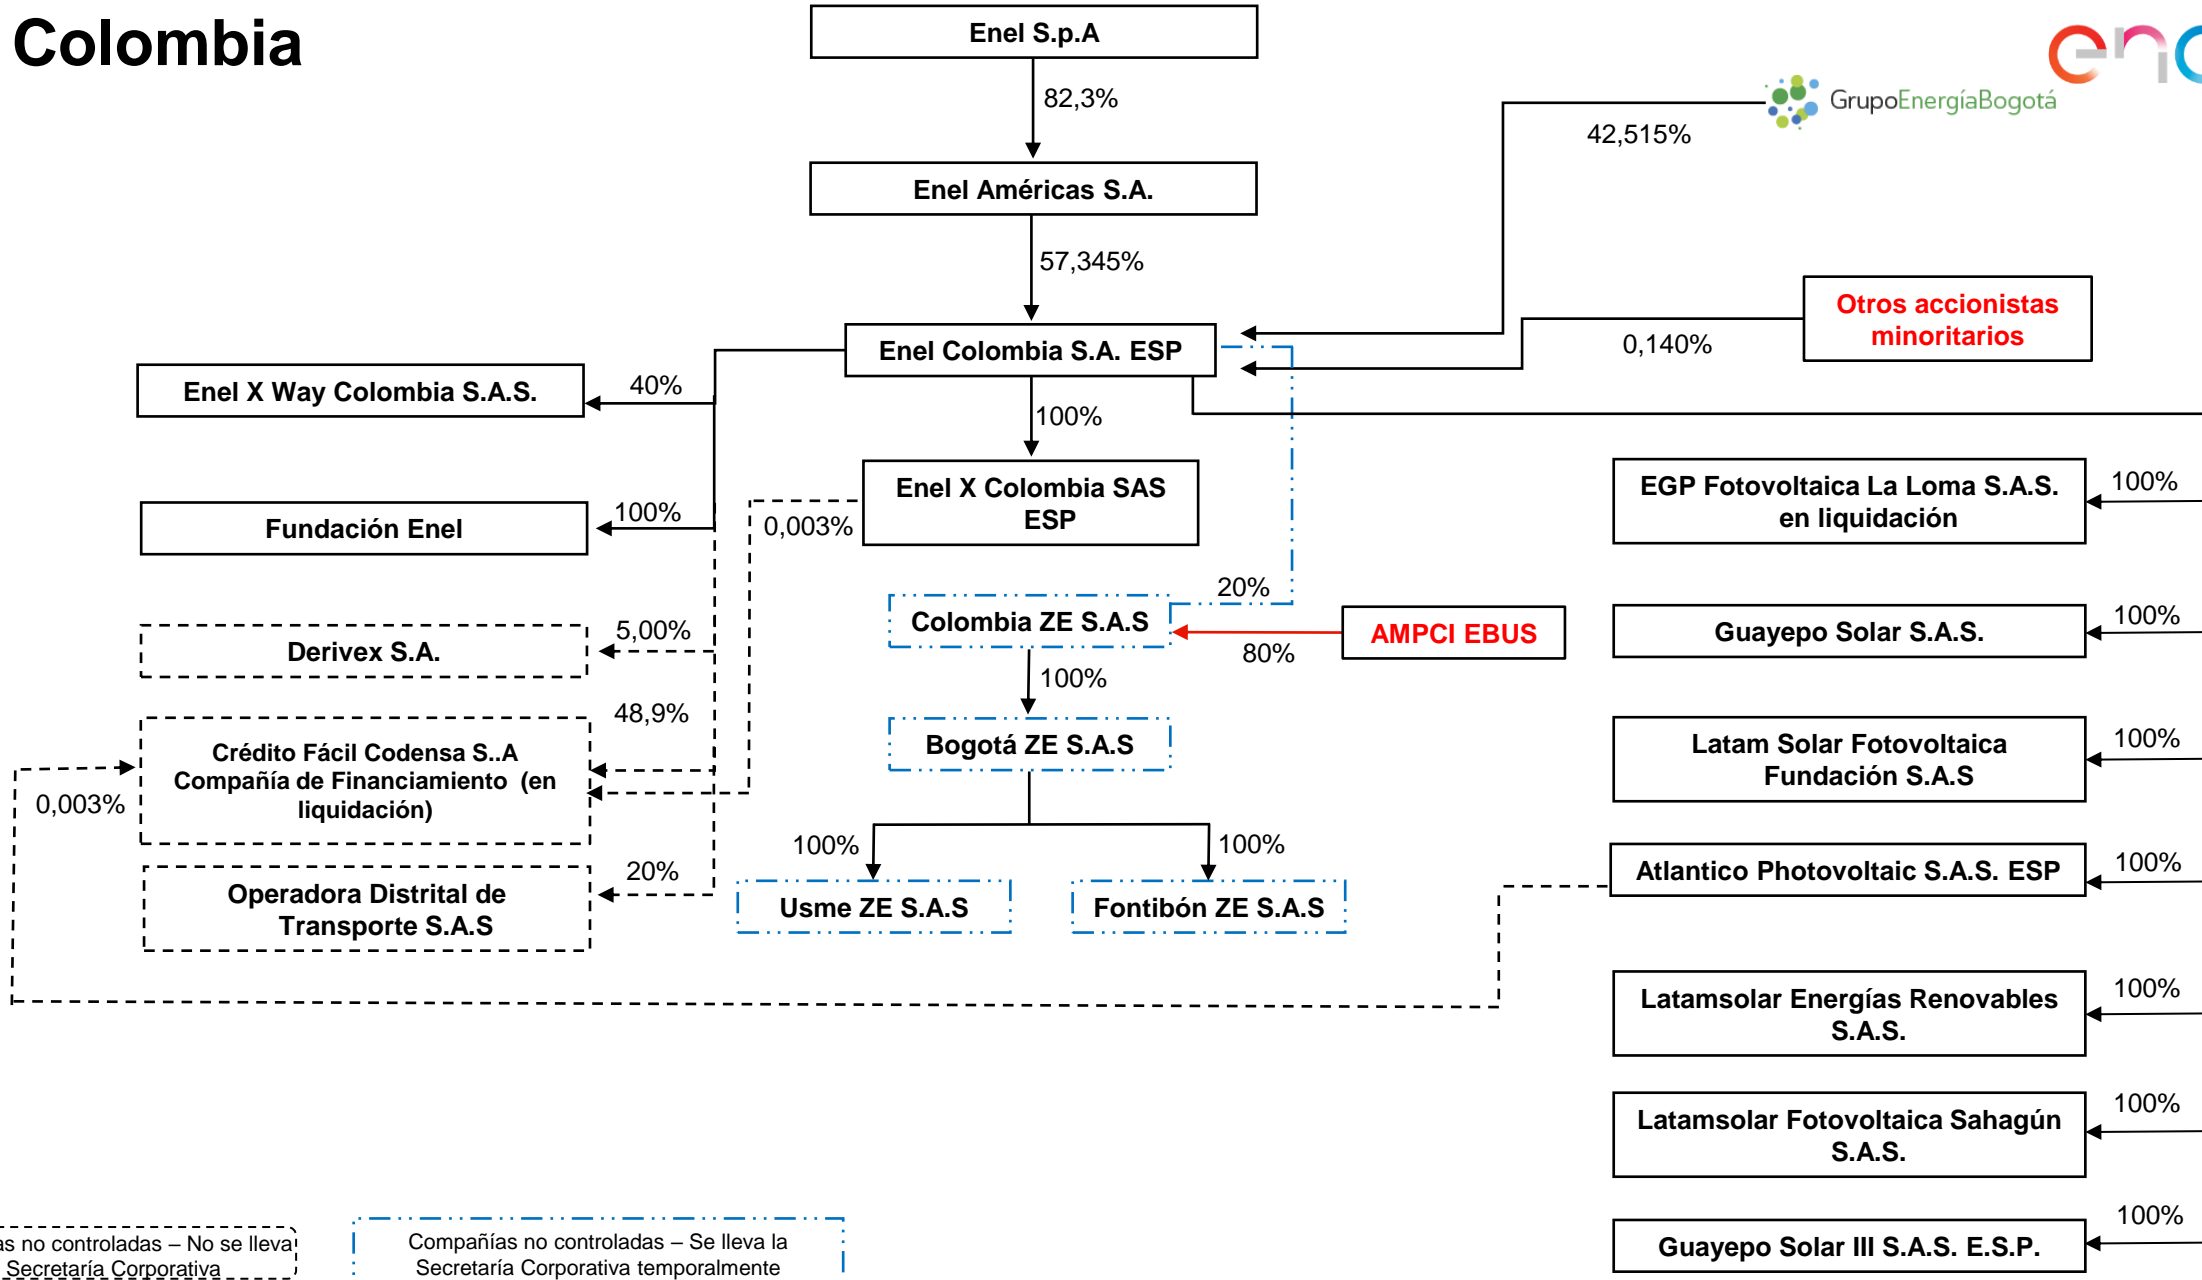 Colombia
Enel S.p.A
enel
GrupoEnergíaBogotá
82,3%
42,515%
Enel Américas S.A.
57,345%
Otros accionistas
minoritarios
0,140%
Enel Colombia S.A. ESP
Enel X Way Colombia S.A.S.
40%
100%
Enel X Colombia SAS
ESP
EGP Fotovoltaica La Loma S.A.S.
en liquidación
100%
Fundación Enel
100%
0,003%
20%
Colombia ZE S.A.S
AMPCI EBUS
80%
Guayepo Solar S.A.S.
100%
Derivex S.A.
5,00%
100%
48,9%
Bogotá ZE S.A.S
Latam Solar Fotovoltaica
Fundación S.A.S
100%
Crédito Fácil Codensa S..A
Compañía de Financiamiento (en
liquidación)
0,003%
100%
100%
Atlantico Photovoltaic S.A.S. ESP
100%
Operadora Distrital de
Transporte S.A.S
20%
Usme ZE S.A.S
Fontibón ZE S.A.S
Latamsolar Energías Renovables
S.A.S.
100%
Latamsolar Fotovoltaica Sahagún
S.A.S.
100%
Guayepo Solar III S.A.S. E.S.P.
100%
as no controladas – No se lleva
Secretaría Corporativa
Compañías no controladas – Se lleva la
Secretaría Corporativa temporalmente